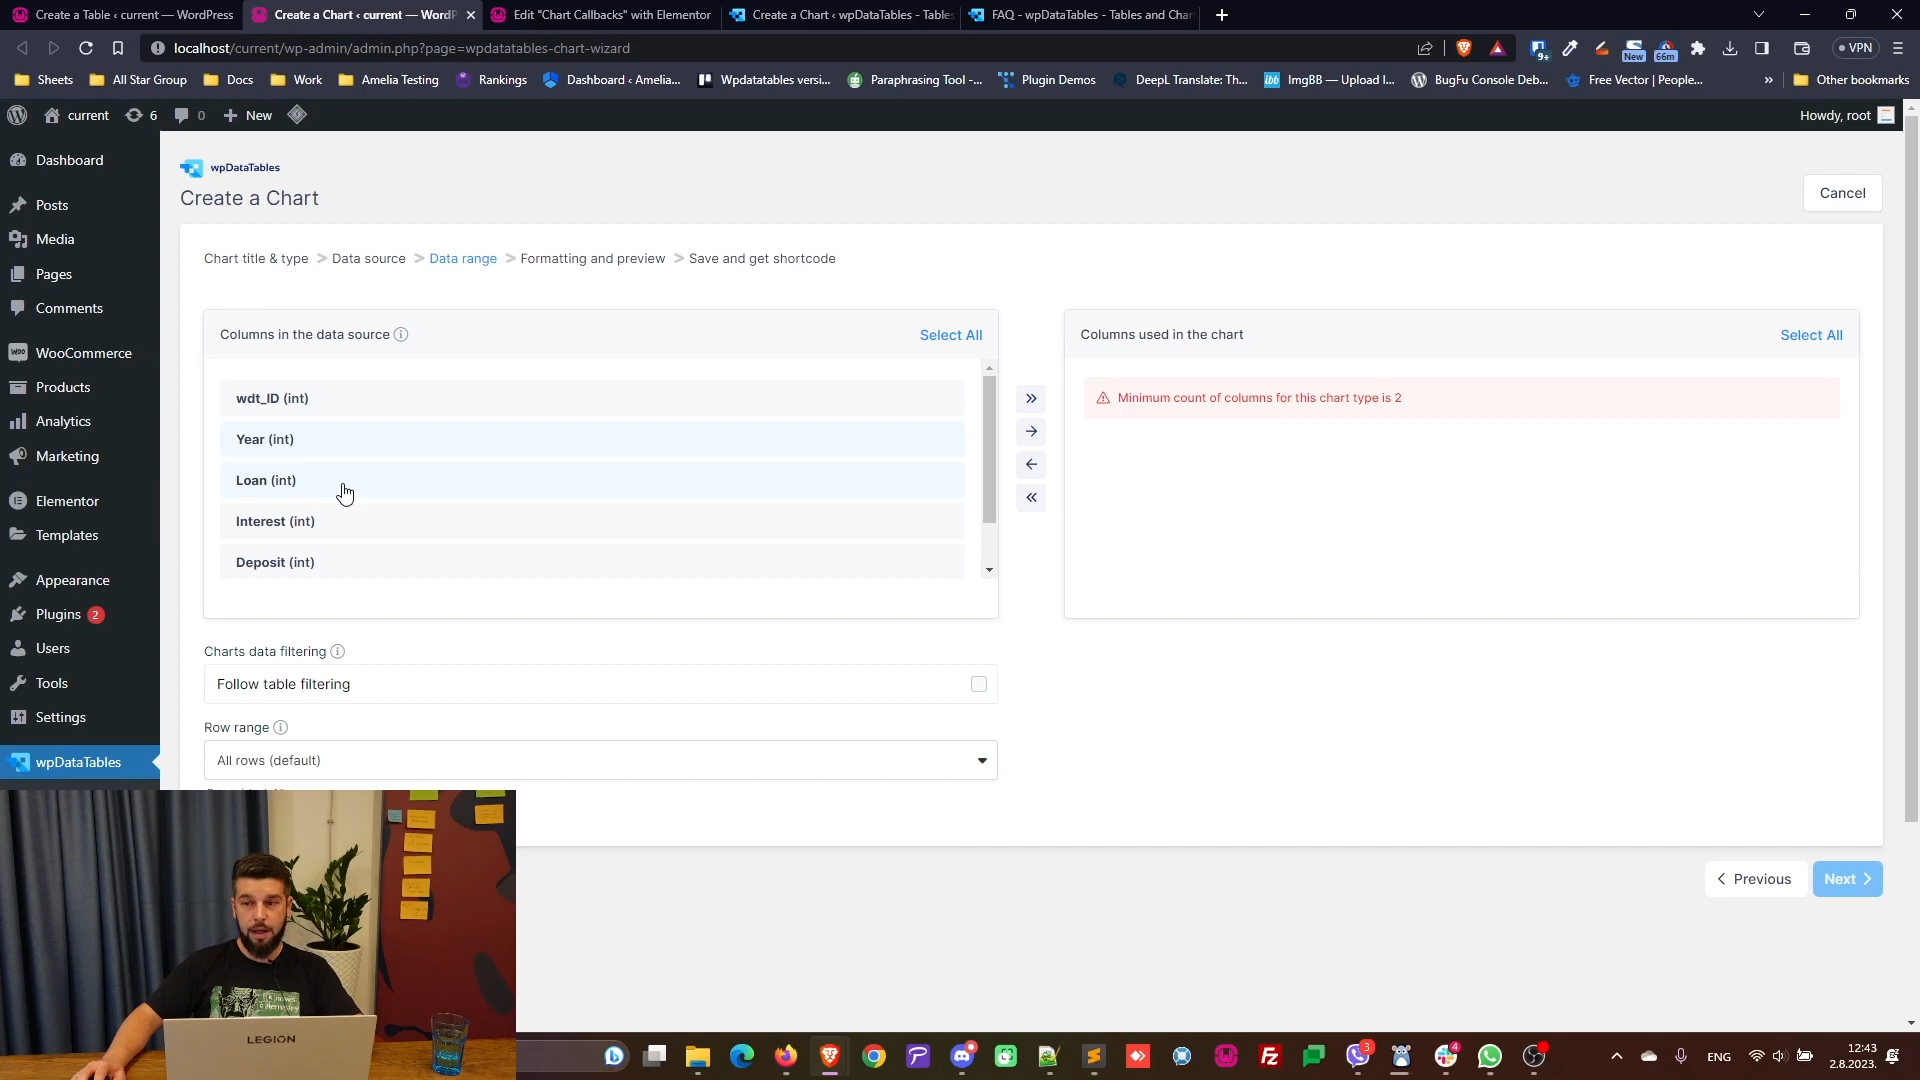 Create a Table ‹ current — WordPress
Create a Chart ‹ current — WordP
Edit "Chart Callbacks" with Elementor
Create a Chart ‹ wpDataTables - Tables
FAQ - wpDataTables - Tables and Char
localhost/current/wp-admin/admin.php?page=wpdatatables-chart-wizard
9+
New
66m
VPN
Sheets
All Star Group
Docs
Work
Amelia Testing
Rankings
Dashboard ‹ Amelia...
Wpdatatables versi...
Paraphrasing Tool -...
Plugin Demos
DeepL Translate: Th...
ibb
ImgBB — Upload I...
BugFu Console Deb...
Free Vector | People...
»
Other bookmarks
current
6
0
New
Howdy, root
Dashboard
Posts
Media
Pages
Comments
WooCommerce
Products
Analytics
Marketing
Elementor
Templates
Appearance
Plugins 2
Users
Tools
Settings
wpDataTables
wpDataTables
Create a Chart
Cancel
Chart title & type > Data source > Data range > Formatting and preview > Save and get shortcode
Columns in the data source
Select All
wdt_ID (int)
Year (int)
Loan (int)
Interest (int)
Deposit (int)
Columns used in the chart
Select All
Minimum count of columns for this chart type is 2
Charts data filtering
Follow table filtering
Row range
All rows (default)
Previous
Next
LEGION
3
4
ENG
12:43
2.8.2023.